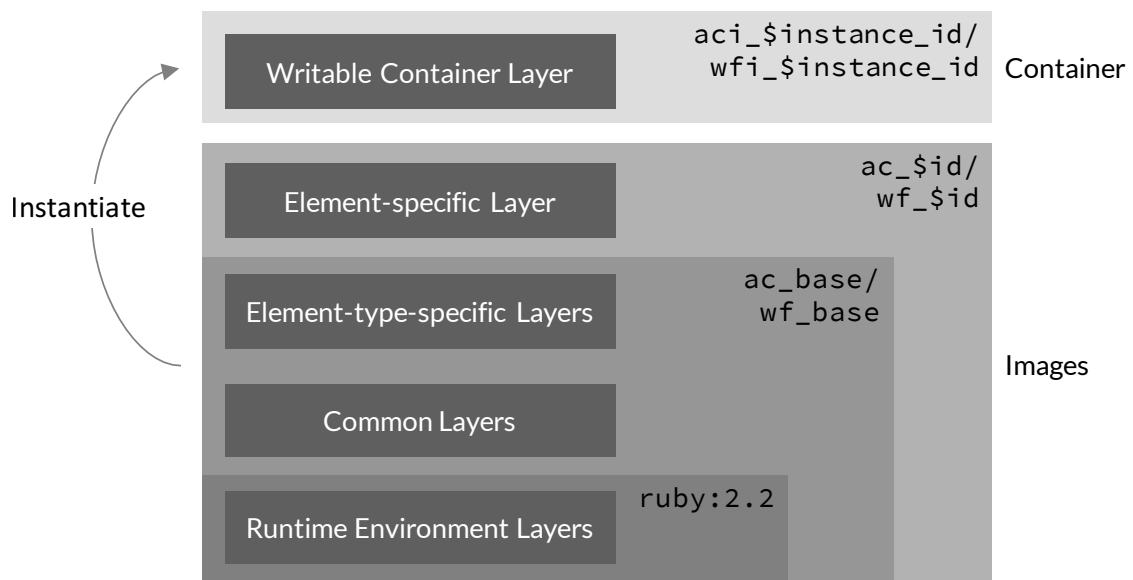 aci_$instance_id/
wfi_$instance_id
Writable Container Layer
Container
ac_$id/
wf_$id
Element-specific Layer
Instantiate
ac_base/
wf_base
Element-type-specific Layers
Images
Common Layers
ruby:2.2
Runtime Environment Layers